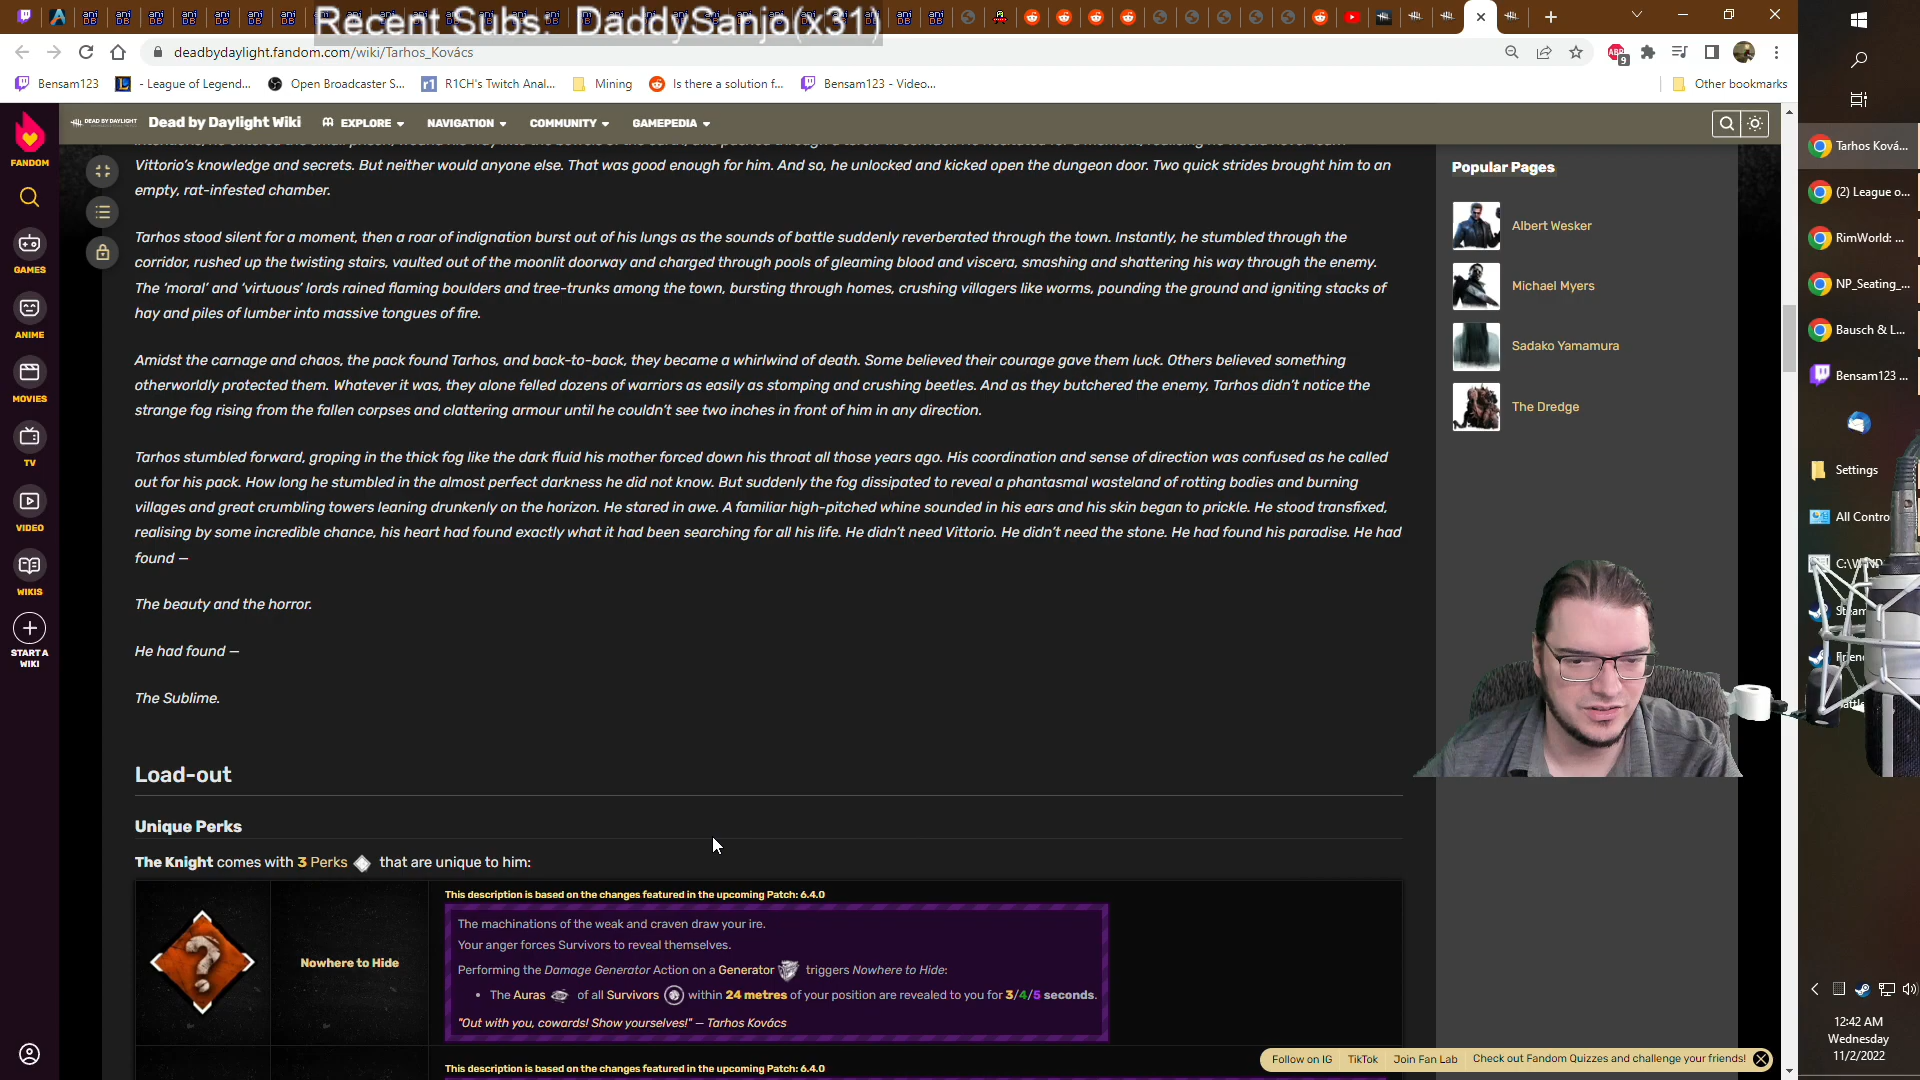 Recent Subs: DaddySanjo(x31)
deadbydaylight.fandom.com/wiki/Tarhos_Kovács
Bensam123
- League of Legend...
Open Broadcaster S...
R1CH's Twitch Anal...
Mining
Is there a solution f...
Bensam123 - Video...
Other bookmarks
FANDOM
GAMES
ANIME
MOVIES
TV
VIDEO
WIKIS
START A
WIKI
DEAD BY DAYLIGHT
Dead by Daylight Wiki
EXPLORE
NAVIGATION
COMMUNITY
GAMEPEDIA
Vittorio's knowledge and secrets. But neither would anyone else. That was good enough for him. And so, he unlocked and kicked open the dungeon door. Two quick strides brought him to an
empty, rat-infested chamber.
Tarhos stood silent for a moment, then a roar of indignation burst out of his lungs as the sounds of battle suddenly reverberated through the town. Instantly, he stumbled through the
corridor, rushed up the twisting stairs, vaulted out of the moonlit doorway and charged through pools of gleaming blood and viscera, smashing and shattering his way through the enemy.
The 'moral' and 'virtuous' lords rained flaming boulders and tree-trunks among the town, bursting through homes, crushing villagers like worms, pounding the ground and igniting stacks of
hay and piles of lumber into massive tongues of fire.
Amidst the carnage and chaos, the pack found Tarhos, and back-to-back, they became a whirlwind of death. Some believed their courage gave them luck. Others believed something
otherworldly protected them. Whatever it was, they alone felled dozens of warriors as easily as stomping and crushing beetles. And as they butchered the enemy, Tarhos didn't notice the
strange fog rising from the fallen corpses and clattering armour until he couldn't see two inches in front of him in any direction.
Tarhos stumbled forward, groping in the thick fog like the dark fluid his mother forced down his throat all those years ago. His coordination and sense of direction was confused as he called
out for his pack. How long he stumbled in the almost perfect darkness he did not know. But suddenly the fog dissipated to reveal a phantasmal wasteland of rotting bodies and burning
villages and great crumbling towers leaning drunkenly on the horizon. He stared in awe. A familiar high-pitched whine sounded in his ears and his skin began to prickle. He stood transfixed,
realising by some incredible chance, his heart had found exactly what it had been searching for all his life. He didn't need Vittorio. He didn't need the stone. He had found his paradise. He had
found —
The beauty and the horror.
He had found —
The Sublime.
Load-out
Unique Perks
The Knight comes with 3 Perks that are unique to him:
This description is based on the changes featured in the upcoming Patch: 6.4.0
Nowhere to Hide
The machinations of the weak and craven draw your ire.
Your anger forces Survivors to reveal themselves.
Performing the Damage Generator Action on a Generator triggers Nowhere to Hide:
• The Auras of all Survivors within 24 metres of your position are revealed to you for 3/4/5 seconds.
"Out with you, cowards! Show yourselves!" — Tarhos Kovács
This description is based on the changes featured in the upcoming Patch: 6.4.0
Popular Pages
Albert Wesker
Michael Myers
Sadako Yamamura
The Dredge
Follow on IG
TikTok
Join Fan Lab
Check out Fandom Quizzes and challenge your friends!
Tarhos Ková...
(2) League o...
RimWorld: ...
NP_Seating_...
Bausch & L...
Bensam123 ...
Settings
All Contro
12:42 AM
Wednesday
11/2/2022